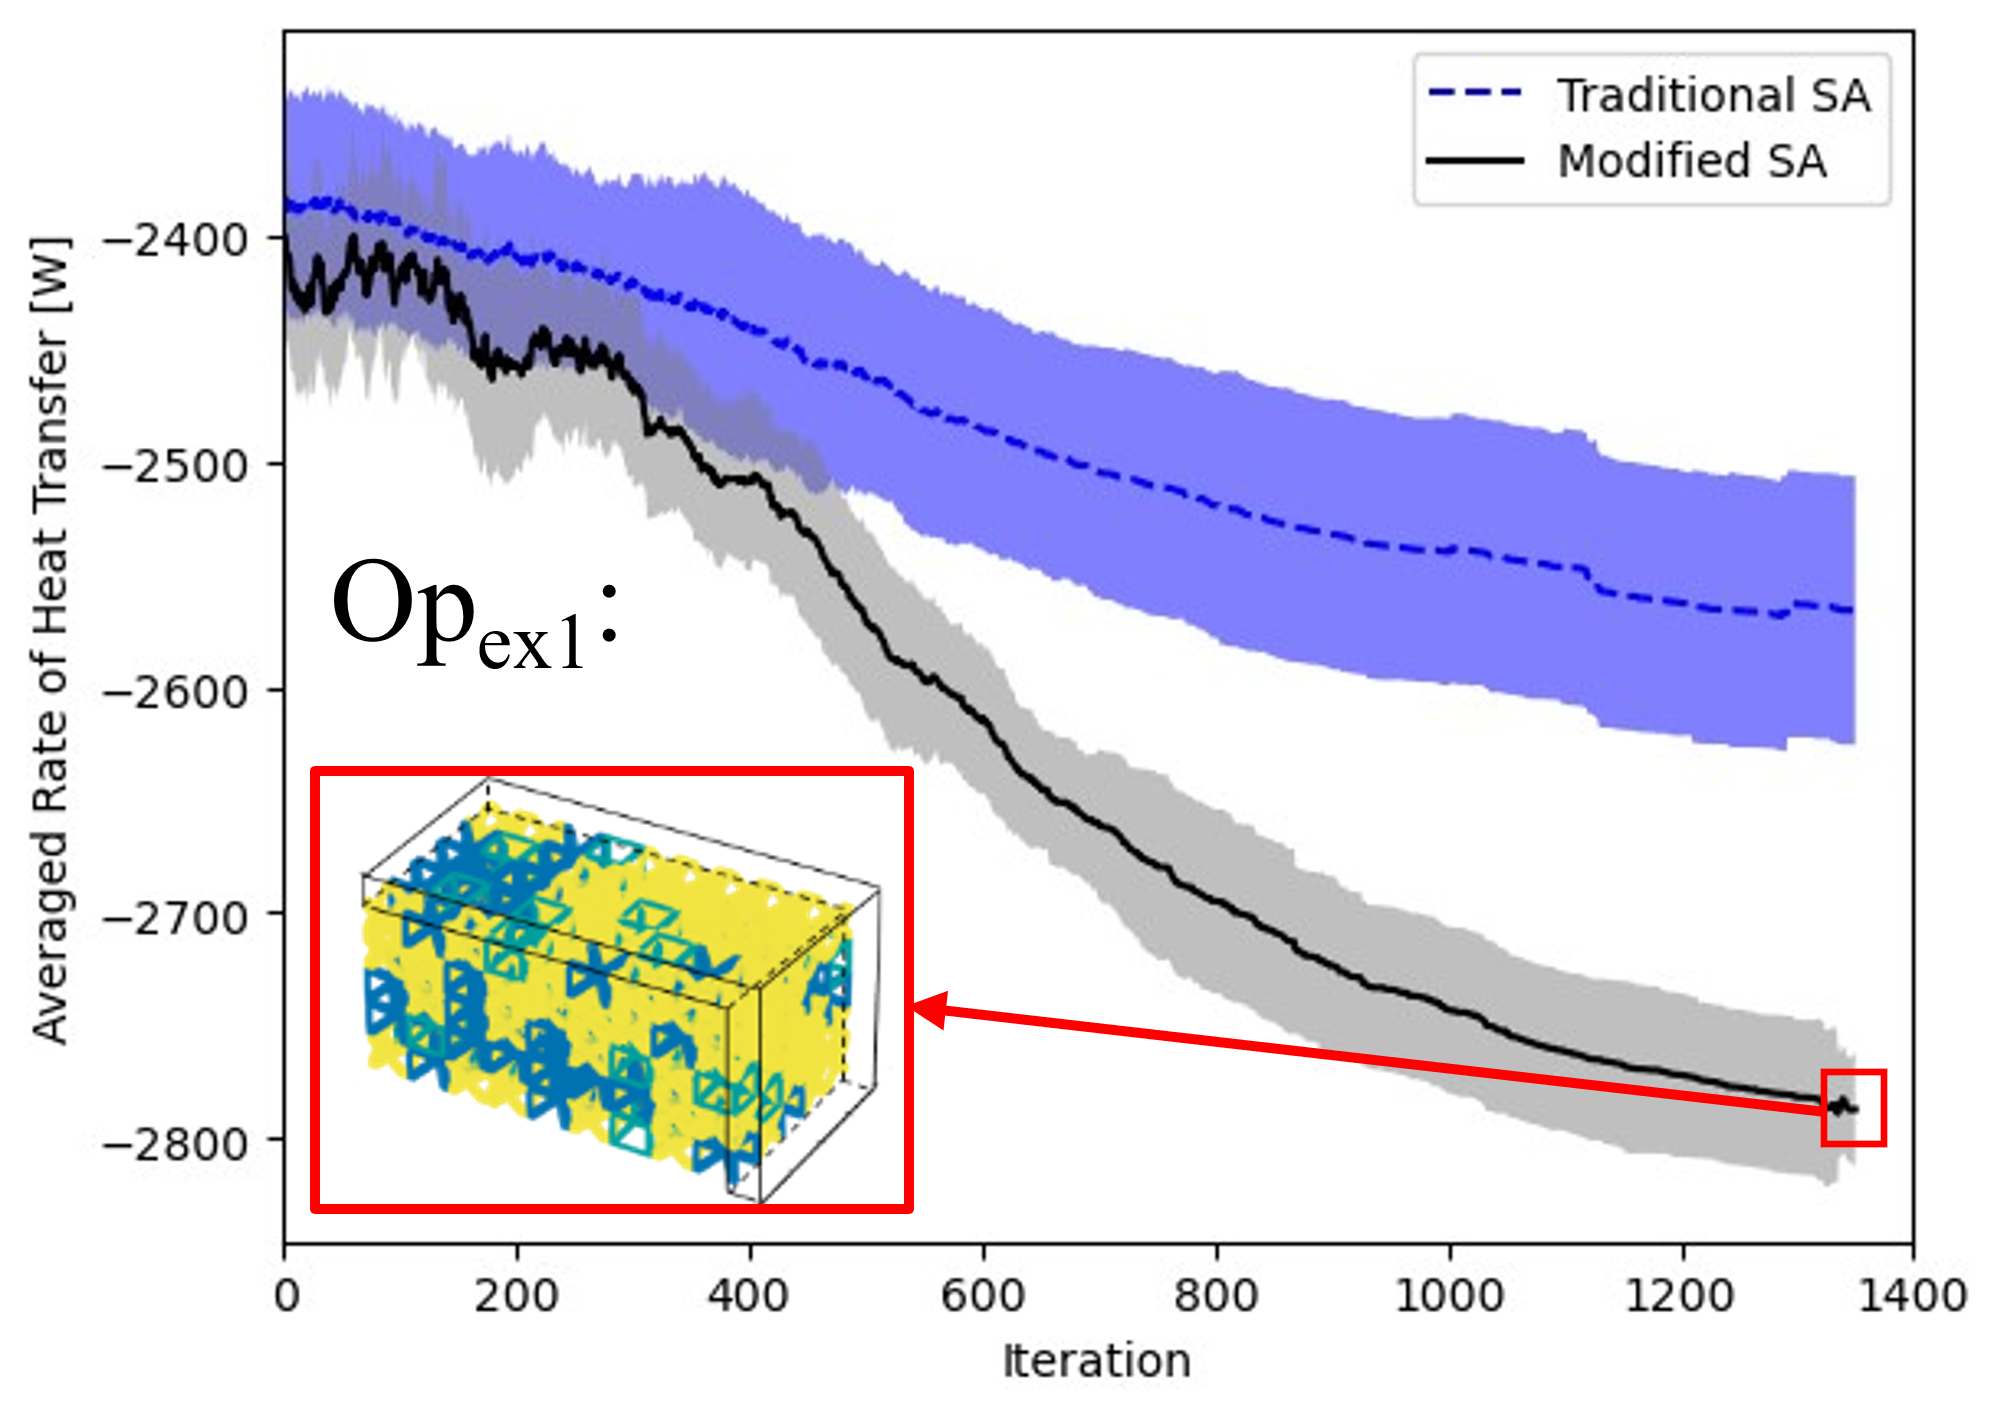 Traditional SA
Modified SA
Averaged Rate of Heat Transfer [W]
−2400
−2500
−2600
−2700
−2800
Opex1:
0 200 400 600 800 1000 1200 1400
Iteration